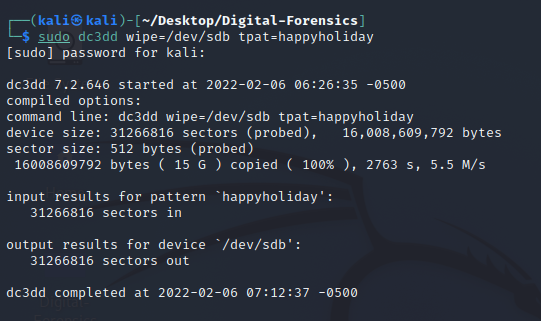 ┌──(kali㉿kali)-[~/Desktop/Digital-Forensics]
└─$ sudo dc3dd wipe=/dev/sdb tpat=happyholiday
[sudo] password for kali:
dc3dd 7.2.646 started at 2022-02-06 06:26:35 -0500
compiled options:
command line: dc3dd wipe=/dev/sdb tpat=happyholiday
device size: 31266816 sectors (probed),   16,008,609,792 bytes
sector size: 512 bytes (probed)
 16008609792 bytes ( 15 G ) copied ( 100% ), 2763 s, 5.5 M/s
input results for pattern `happyholiday':
   31266816 sectors in
output results for device `/dev/sdb':
   31266816 sectors out
dc3dd completed at 2022-02-06 07:12:37 -0500